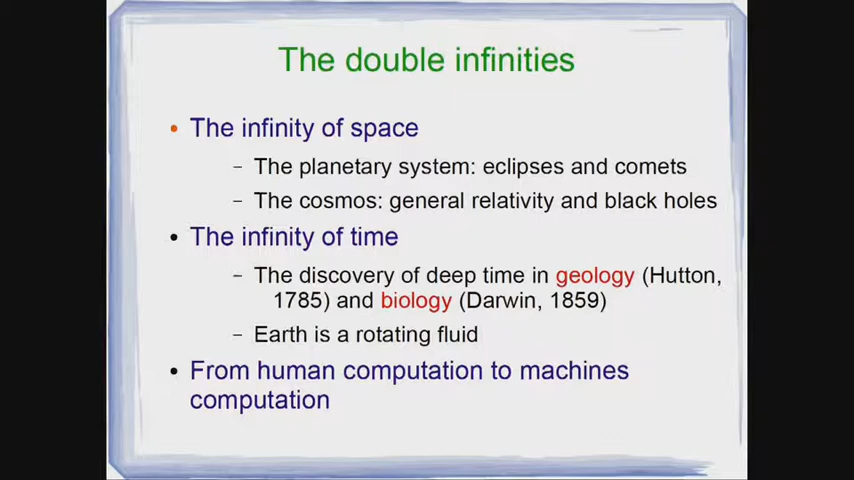 The double infinities
• The infinity of space
– The planetary system: eclipses and comets
– The cosmos: general relativity and black holes
• The infinity of time
– The discovery of deep time in geology (Hutton,
1785) and biology (Darwin, 1859)
– Earth is a rotating fluid
• From human computation to machines
computation